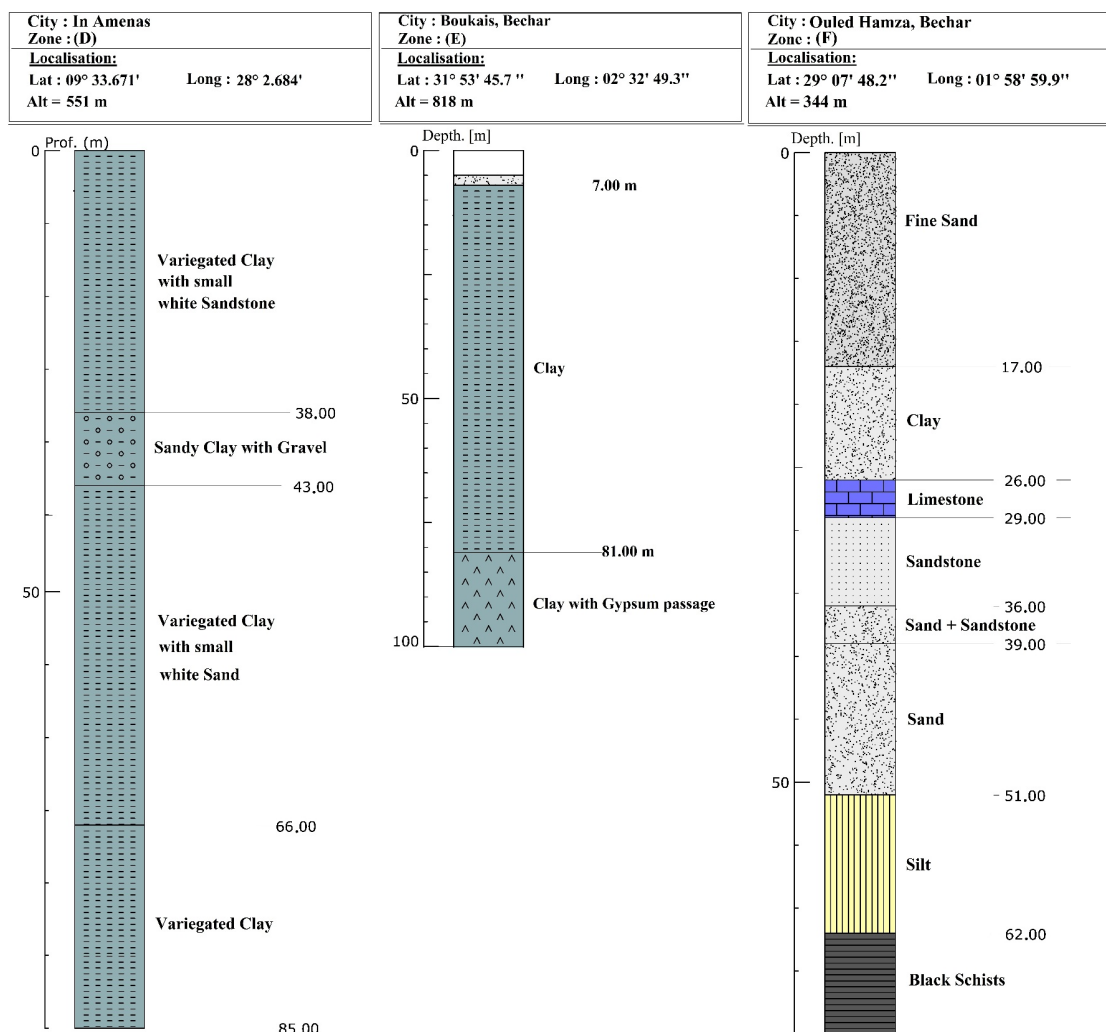 City : In Amenas
Zone : (D)
Localisation:
Lat : 09° 33.671' Long : 28° 2.684'
Alt = 551 m
Prof. (m)
0
Variegated Clay
with small
white Sandstone
38.00
Sandy Clay with Gravel
43.00
50
Variegated Clay
with small
white Sand
66.00
Variegated Clay
85.00
City : Boukais, Bechar
Zone : (E)
Localisation:
Lat : 31° 53' 45.7 '' Long : 02° 32' 49.3''
Alt = 818 m
Depth. [m]
0
7.00 m
Clay
50
81.00 m
Clay with Gypsum passage
100
City : Ouled Hamza, Bechar
Zone : (F)
Localisation:
Lat : 29° 07' 48.2'' Long : 01° 58' 59.9''
Alt = 344 m
Depth. [m]
0
Fine Sand
17.00
Clay
26.00
Limestone
29.00
Sandstone
36.00
Sand + Sandstone
39.00
Sand
50
51.00
Silt
62.00
Black Schists